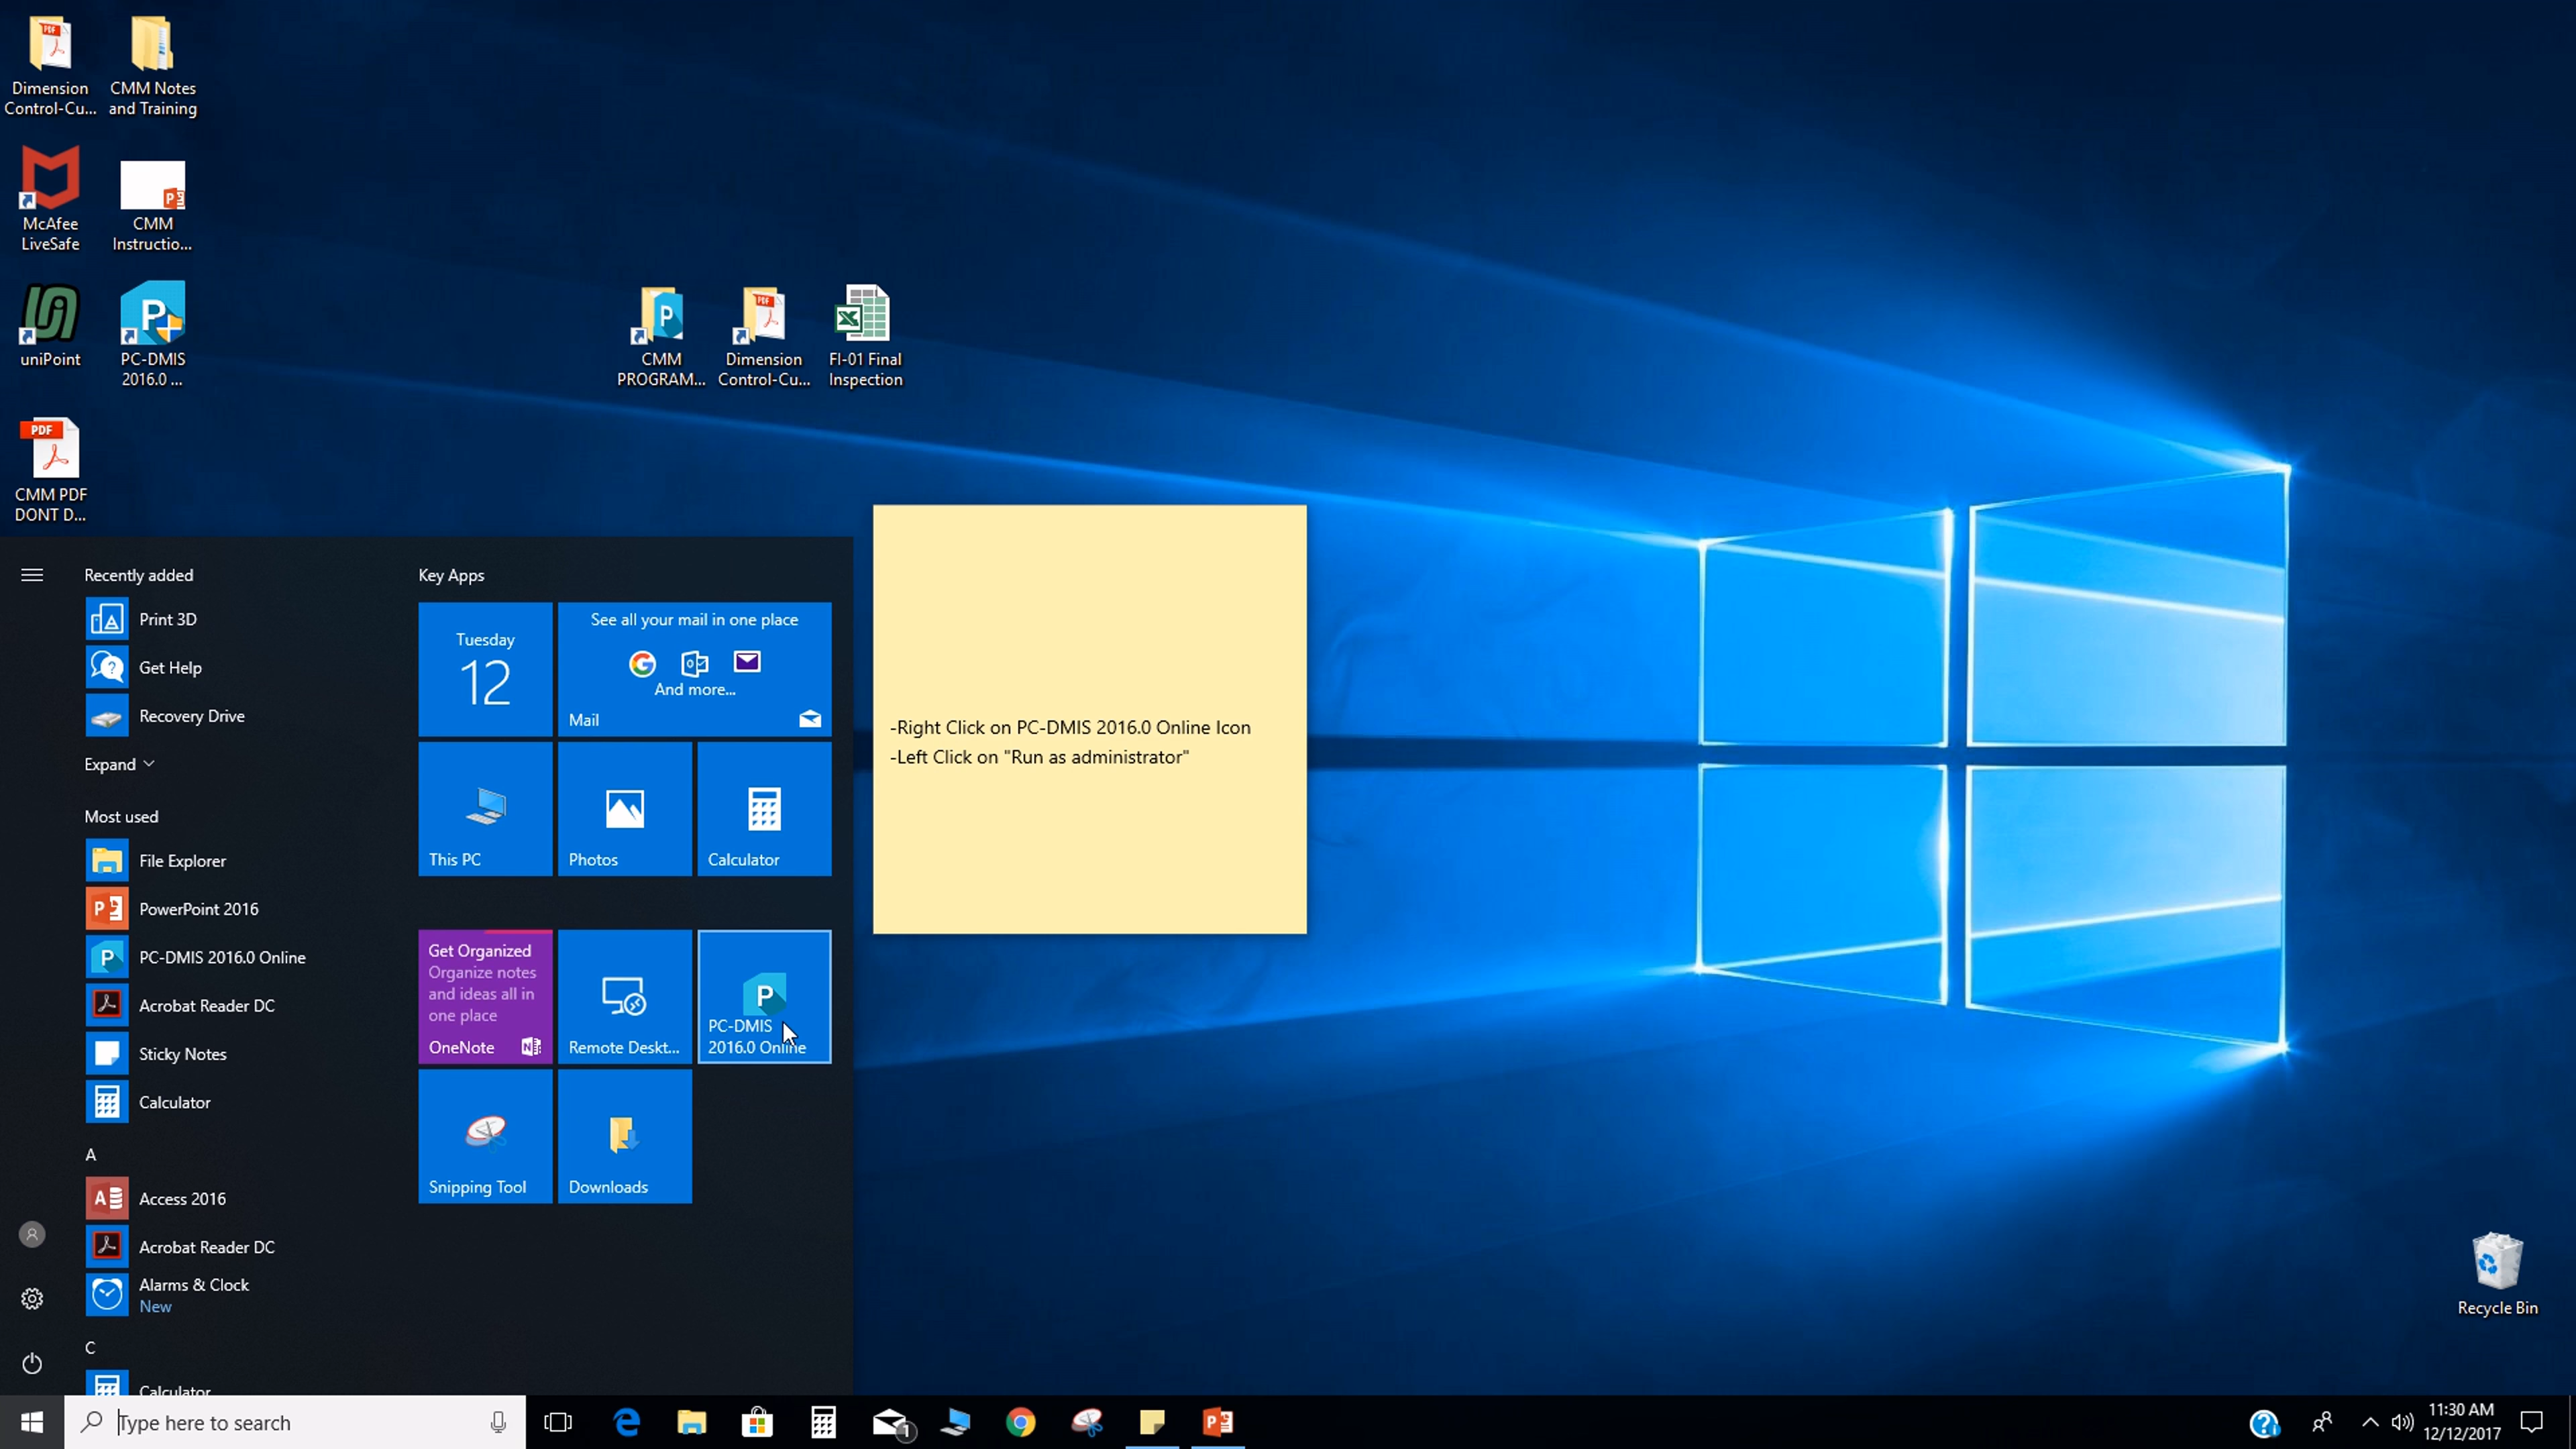 Dimension
Control-Cu...
CMM Notes
and Training
McAfee
LiveSafe
CMM
Instructio...
uniPoint
PC-DMIS
2016.0 ...
CMM
PROGRAM...
Dimension
Control-Cu...
FI-01 Final
Inspection
PDF
CMM PDF
DONT D...
Recently added
Print 3D
Get Help
Recovery Drive
Expand
Most used
File Explorer
PowerPoint 2016
PC-DMIS 2016.0 Online
Acrobat Reader DC
Sticky Notes
Calculator
A
Access 2016
Acrobat Reader DC
Alarms & Clock
New
C
Calculator
Key Apps
Tuesday
12
See all your mail in one place
And more...
Mail
This PC
Photos
Calculator
Get Organized
Organize notes
and ideas all in
one place
OneNote
Remote Deskt...
PC-DMIS
2016.0 Online
Snipping Tool
Downloads
-Right Click on PC-DMIS 2016.0 Online Icon
-Left Click on "Run as administrator"
Recycle Bin
Type here to search
1
11:30 AM
12/12/2017